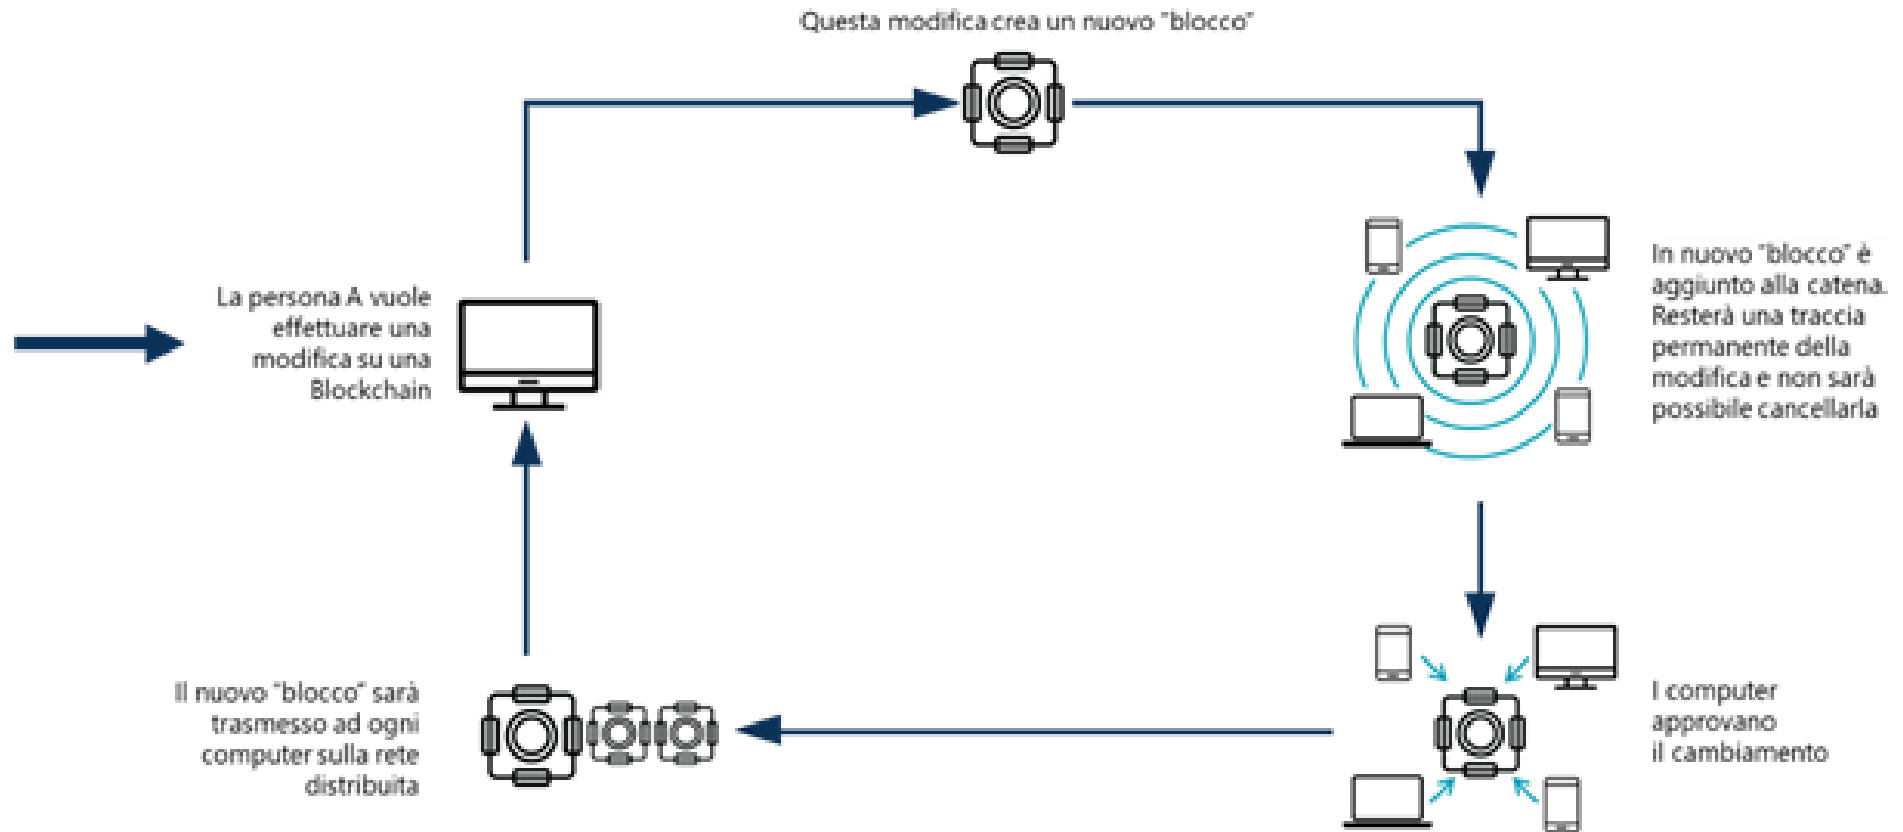 Questa modifica crea un nuovo "blocco"
La persona A vuole
effettuare una
modifica su una
Blockchain
In nuovo "blocco" è
aggiunto alla catena.
Resterà una traccia
permanente della
modifica e non sarà
possibile cancellarla
I computer
approvano
il cambiamento
Il nuovo "blocco" sarà
trasmesso ad ogni
computer sulla rete
distribuita